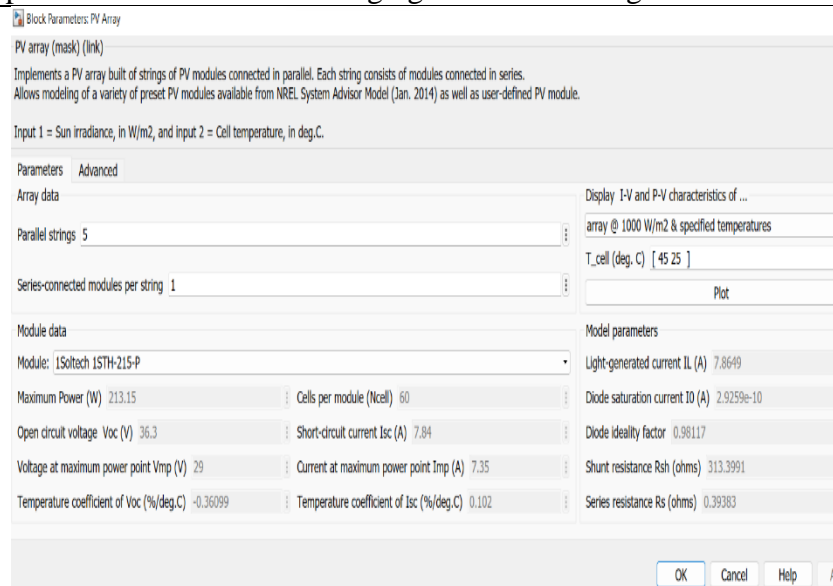 Block Parameters: PV Array
PV array (mask) (link)
Implements a PV array built of strings of PV modules connected in parallel. Each string consists of modules connected in series.
Allows modeling of a variety of preset PV modules available from NREL System Advisor Model (Jan. 2014) as well as user-defined PV module.
Input 1 = Sun irradiance, in W/m2, and input 2 = Cell temperature, in deg.C.
Parameters Advanced
Array data
Parallel strings 5
Series-connected modules per string 1
Display I-V and P-V characteristics of ...
array @ 1000 W/m2 & specified temperatures
T_cell (deg. C) [ 45 25 ]
Plot
Module data
Module: 1Soltech 1STH-215-P
Maximum Power (W) 213.15 Cells per module (Ncell) 60
Open circuit voltage Voc (V) 36.3 Short-circuit current Isc (A) 7.84
Voltage at maximum power point Vmp (V) 29 Current at maximum power point Imp (A) 7.35
Temperature coefficient of Voc (%/deg.C) -0.36099 Temperature coefficient of Isc (%/deg.C) 0.102
Model parameters
Light-generated current IL (A) 7.8649
Diode saturation current I0 (A) 2.9259e-10
Diode ideality factor 0.98117
Shunt resistance Rsh (ohms) 313.3991
Series resistance Rs (ohms) 0.39383
OK Cancel Help